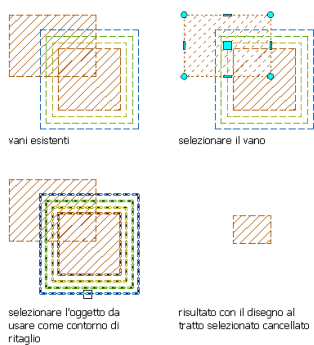 vani esistenti
selezionare il vano
selezionare l'oggetto da
usare come contorno di
ritaglio
risultato con il disegno al
tratto selezionato cancellato